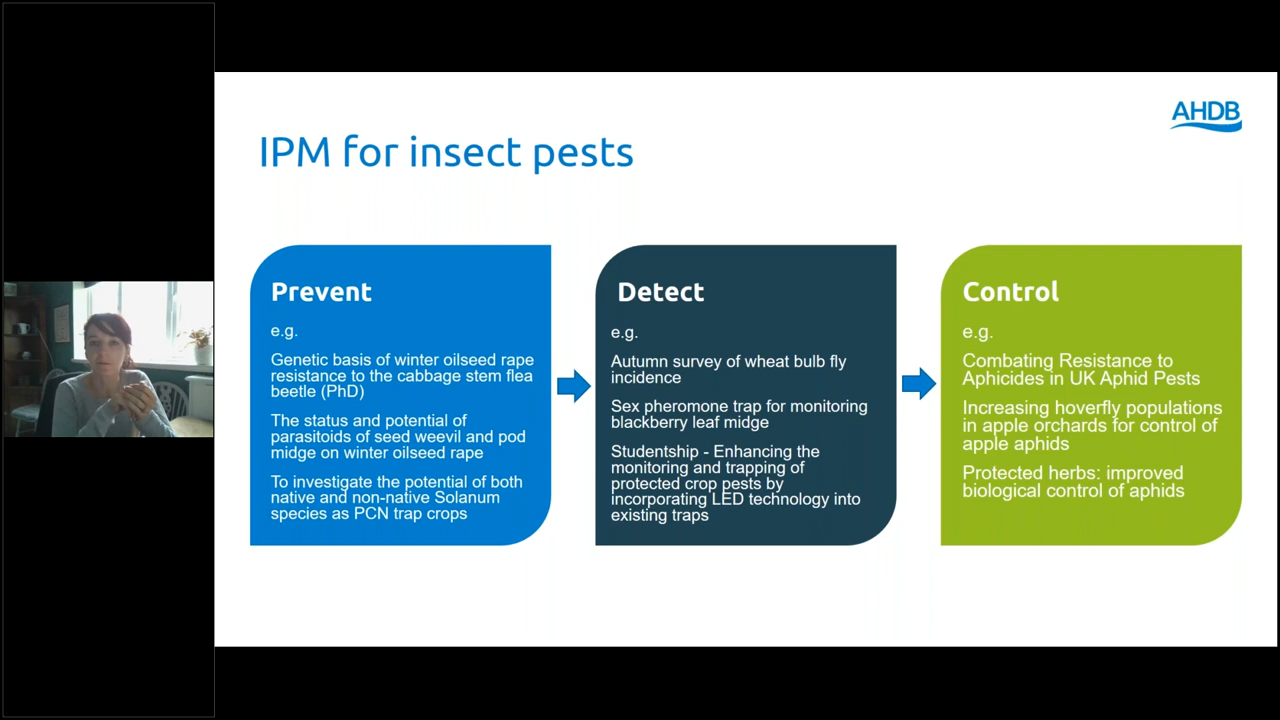 AHDB
IPM for insect pests
Prevent
e.g.
Genetic basis of winter oilseed rape
resistance to the cabbage stem flea
beetle (PhD)
The status and potential of
parasitoids of seed weevil and pod
midge on winter oilseed rape
To investigate the potential of both
native and non-native Solanum
species as PCN trap crops
Detect
e.g.
Autumn survey of wheat bulb fly
incidence
Sex pheromone trap for monitoring
blackberry leaf midge
Studentship - Enhancing the
monitoring and trapping of
protected crop pests by
incorporating LED technology into
existing traps
Control
e.g.
Combating Resistance to
Aphicides in UK Aphid Pests
Increasing hoverfly populations
in apple orchards for control of
apple aphids
Protected herbs: improved
biological control of aphids